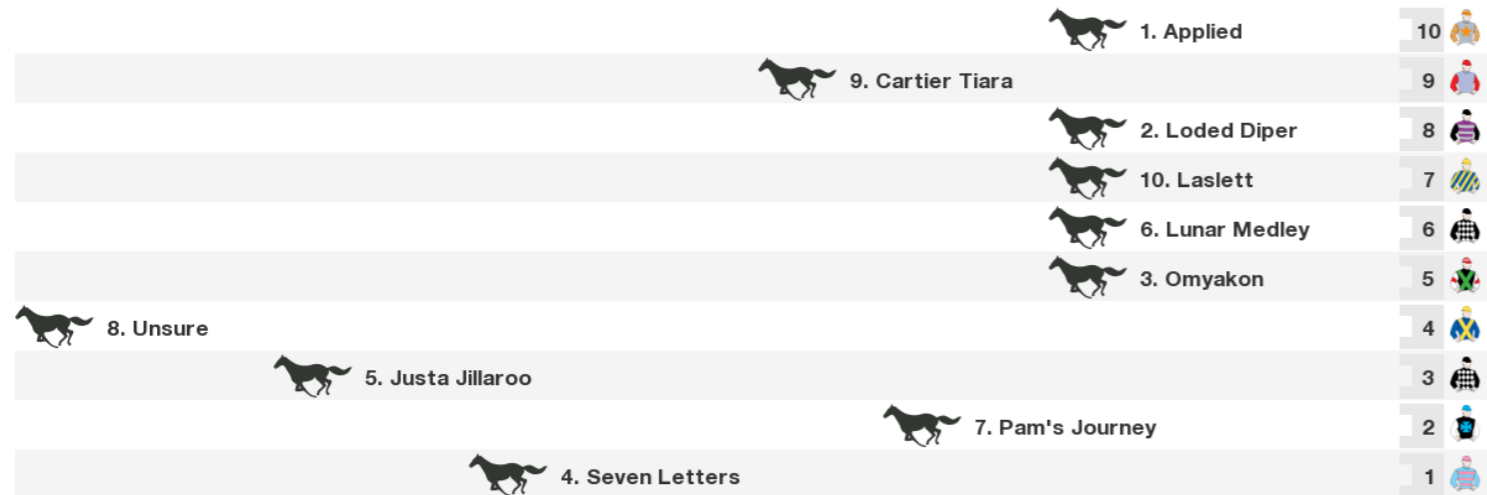 1. Applied 10
9. Cartier Tiara 9
2. Loded Diper 8
10. Laslett 7
6. Lunar Medley 6
3. Omyakon 5
8. Unsure 4
5. Justa Jillaroo 3
7. Pam's Journey 2
4. Seven Letters 1